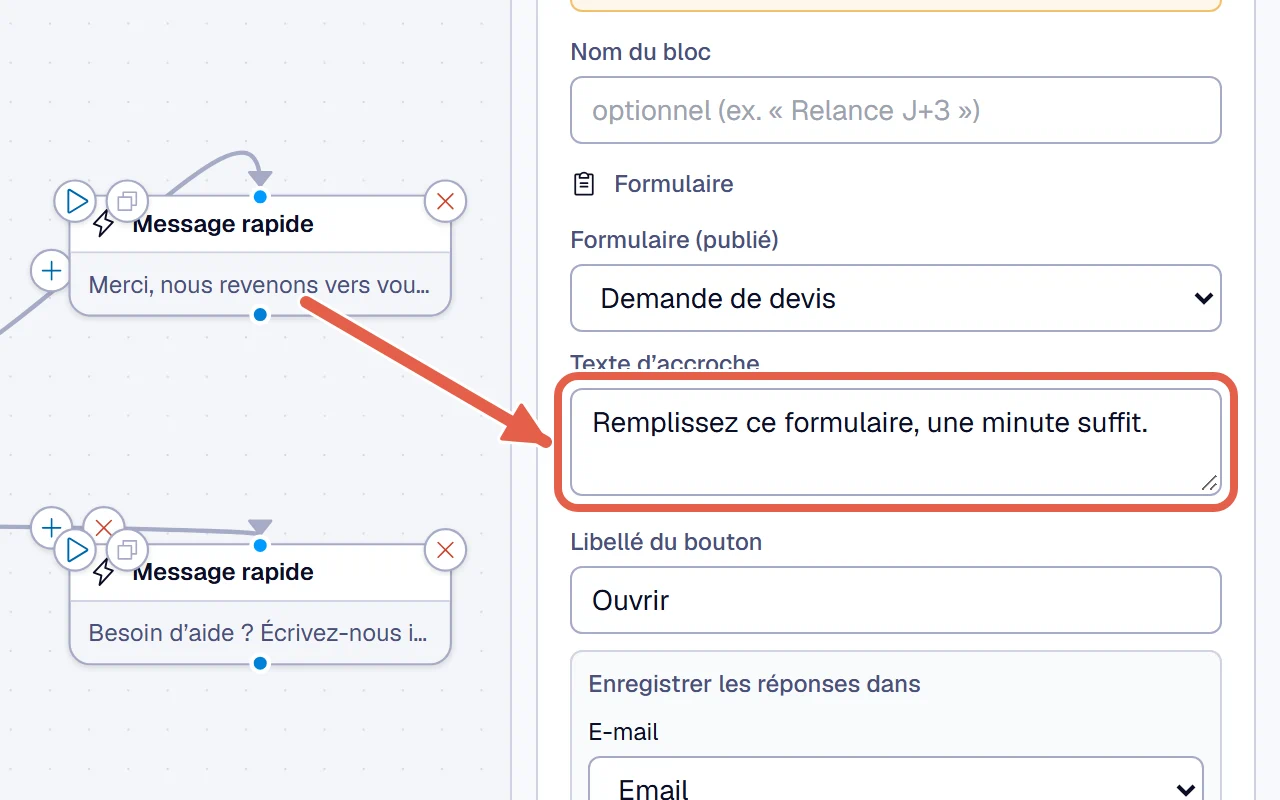 Nom du bloc
optionnel (ex. « Relance J+3 »)
Formulaire
Formulaire (publié)
Demande de devis
Texte d’accroche
Remplissez ce formulaire, une minute suffit.
Libellé du bouton
Ouvrir
Enregistrer les réponses dans
E-mail
Email
Message rapide
Merci, nous revenons vers vou...
Message rapide
Besoin d’aide ? Écrivez-nous i...